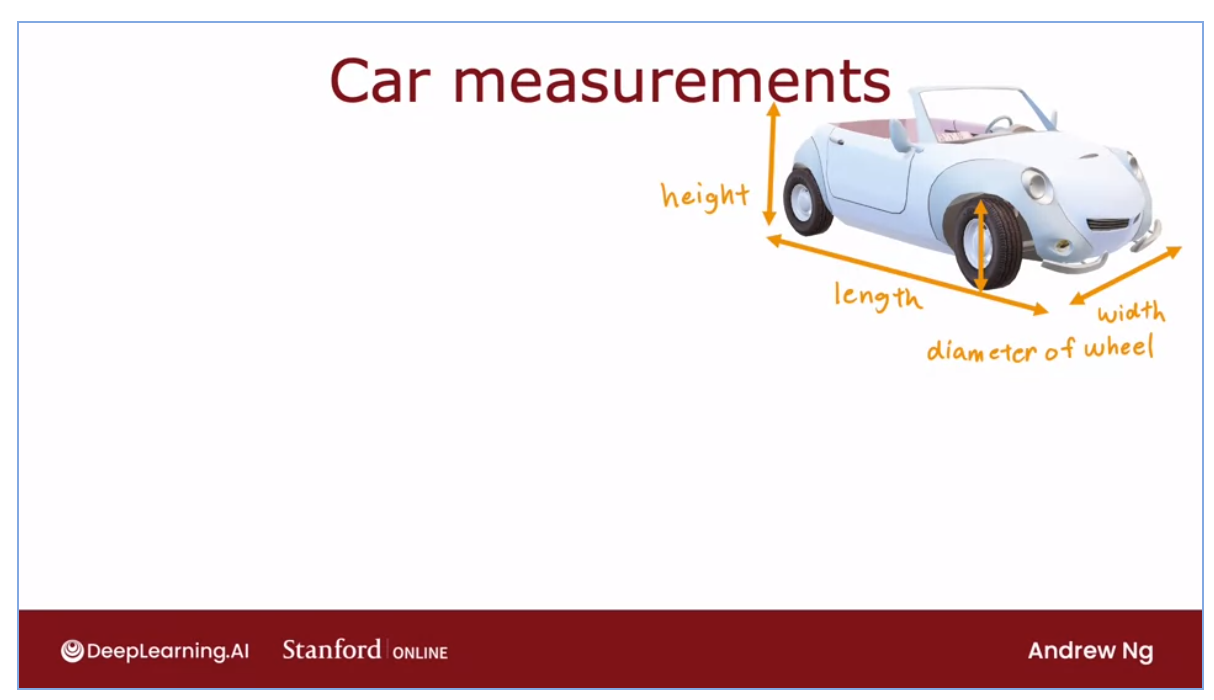 Car measurements
height
length
width
diameter of wheel
DeepLearning.AI
Stanford | ONLINE
Andrew Ng